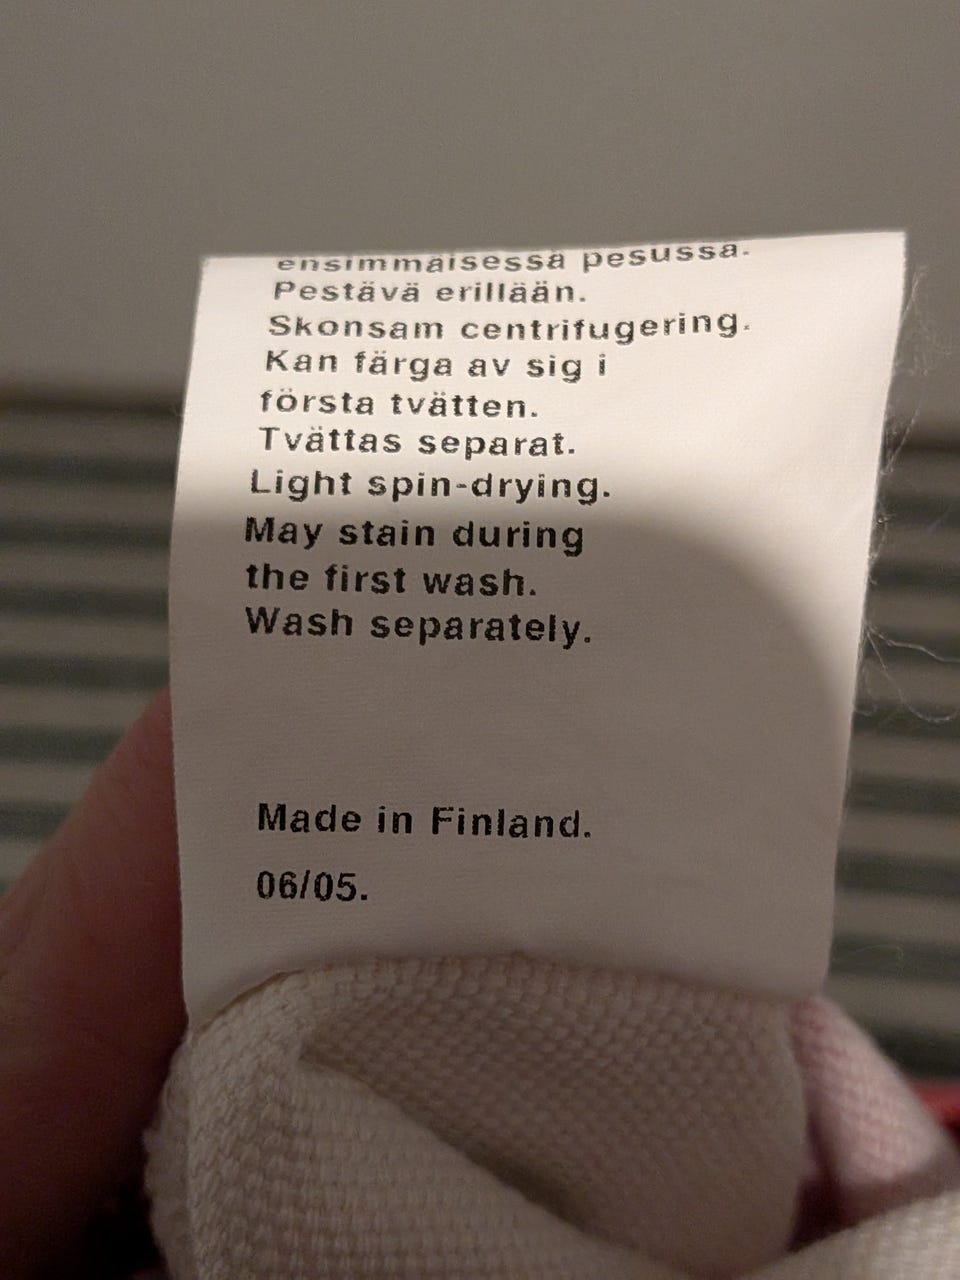 ensimmäisessä pesussa.
Pestävä erillään.
Skonsam centrifugering.
Kan färga av sig i
första tvätten.
Tvättas separat.
Light spin-drying.
May stain during
the first wash.
Wash separately.
Made in Finland.
06/05.